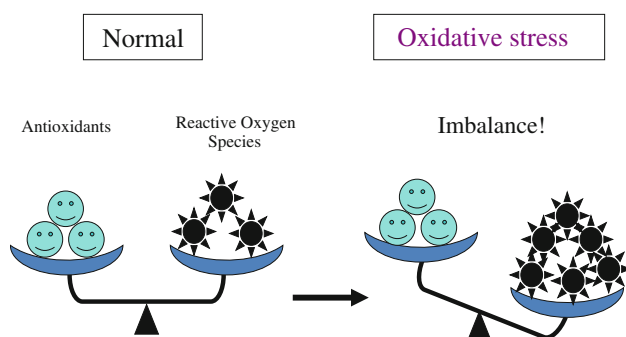 Normal
Oxidative stress
Antioxidants
Reactive Oxygen
Species
Imbalance!